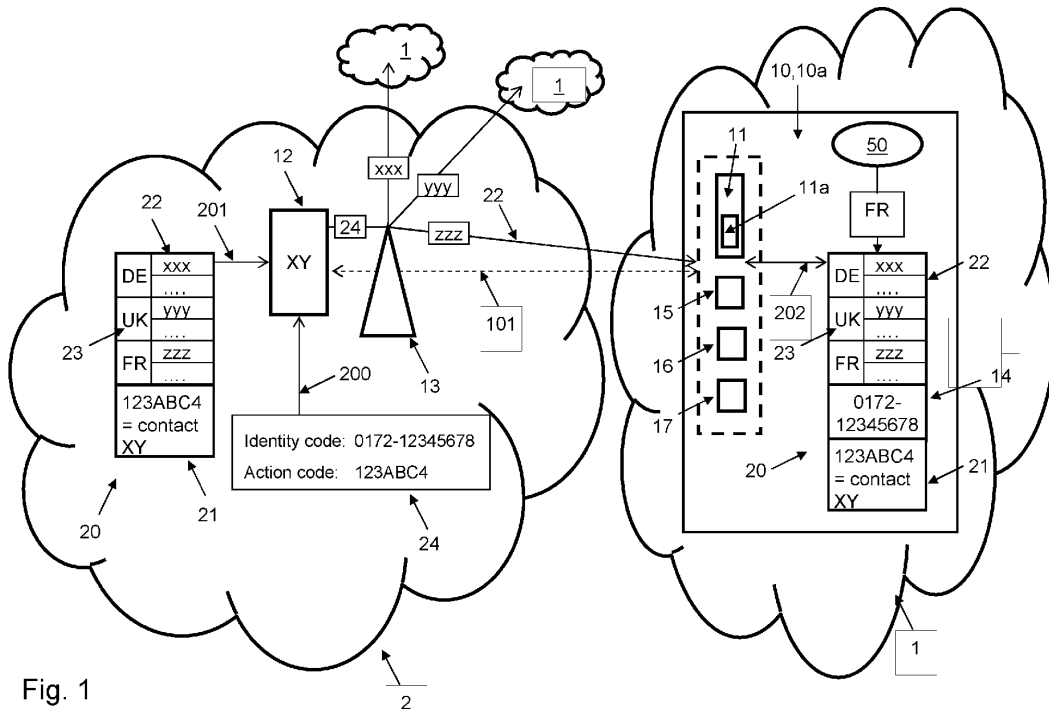 1
1
10,10a
12
11
50
xxx
yyy
22
201
11a
FR
24
zzz
22
XY
DE
xxx
....
UK
yyy
....
FR
zzz
....
123ABC4
= contact
XY
23
101
15
16
17
202
DE
xxx
....
UK
yyy
....
FR
zzz
....
0172-
12345678
123ABC4
= contact
XY
22
23
14
200
13
Identity code: 0172-12345678
Action code: 123ABC4
20
21
20
21
24
1
2
Fig. 1